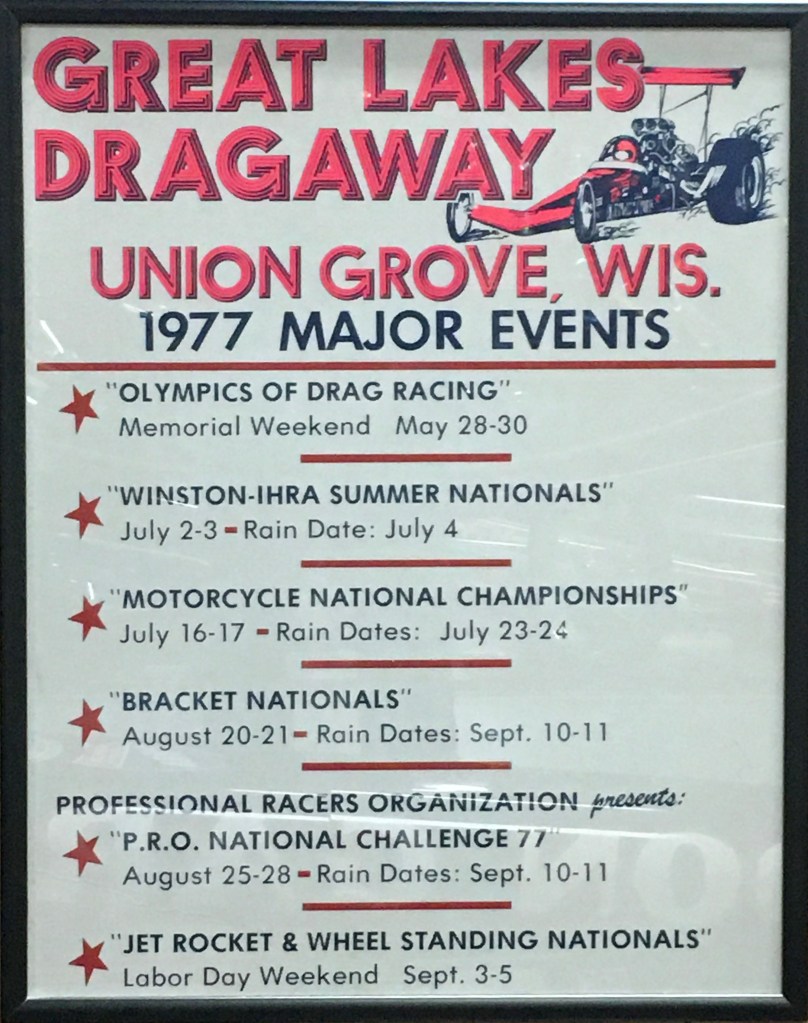 GREAT LAKES
DRAGAWAY
UNION GROVE, WIS.
1977 MAJOR EVENTS
"OLYMPICS OF DRAG RACING"
Memorial Weekend May 28-30
"WINSTON-IHRA SUMMER NATIONALS"
July 2-3 - Rain Date: July 4
"MOTORCYCLE NATIONAL CHAMPIONSHIPS"
July 16-17 - Rain Dates: July 23-24
"BRACKET NATIONALS"
August 20-21 - Rain Dates: Sept. 10-11
PROFESSIONAL RACERS ORGANIZATION presents:
"P.R.O. NATIONAL CHALLENGE 77"
August 25-28 - Rain Dates: Sept. 10-11
"JET ROCKET & WHEEL STANDING NATIONALS"
Labor Day Weekend Sept. 3-5